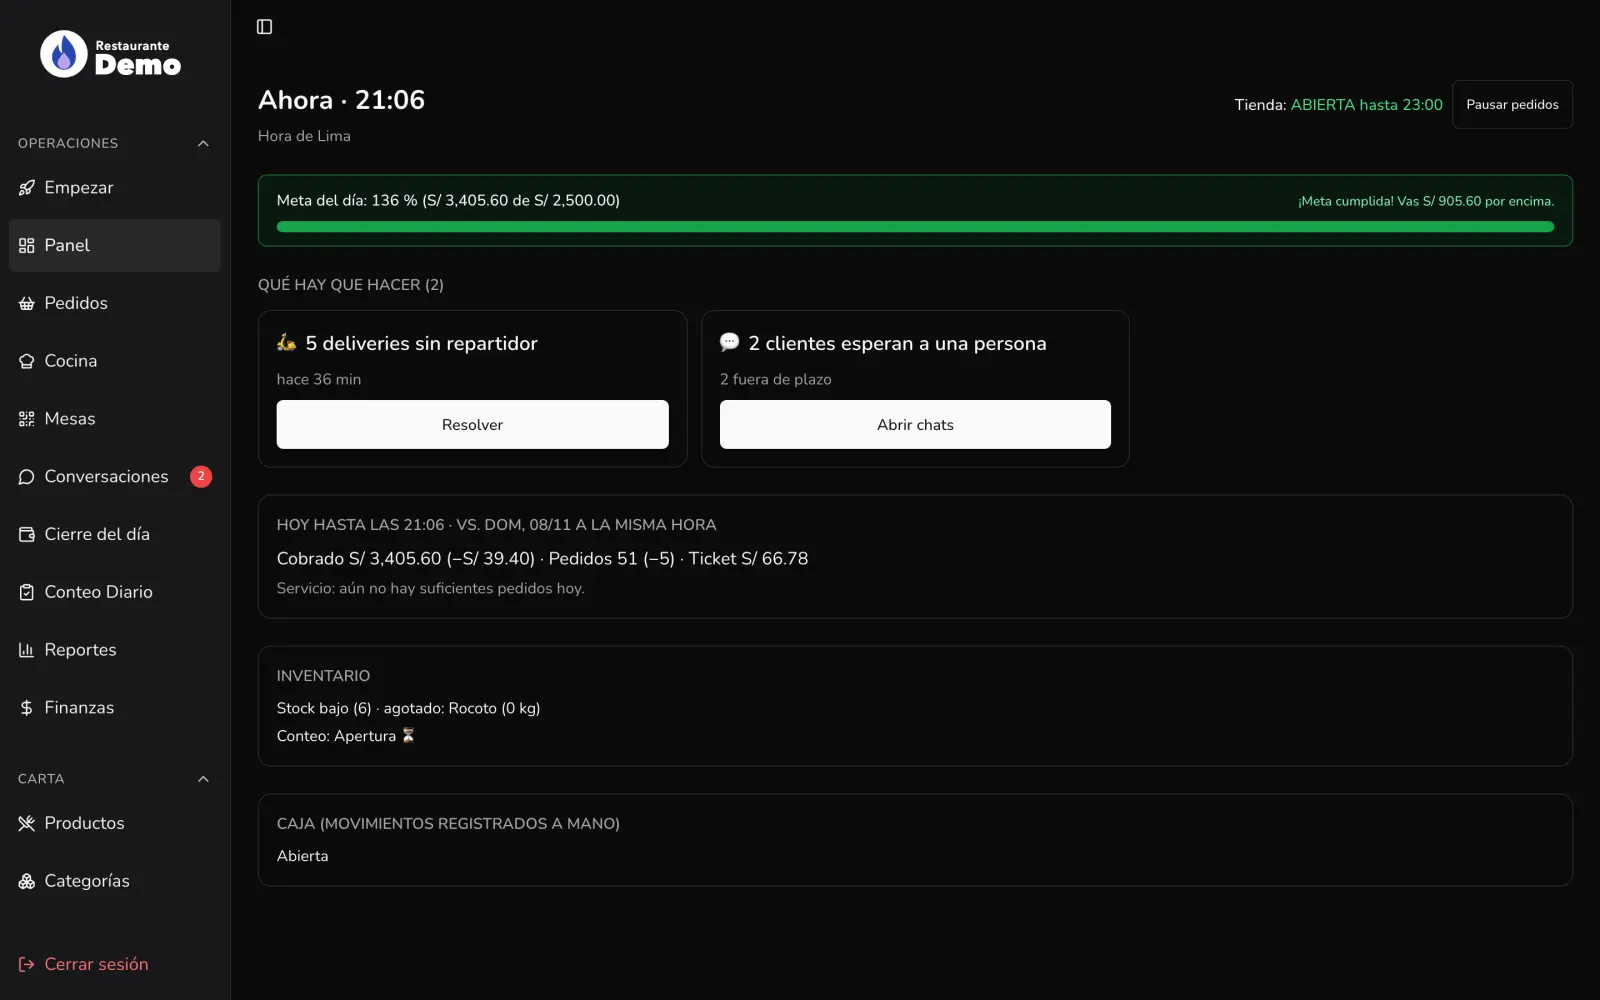 Restaurante
Demo
OPERACIONES
Empezar
Panel
Pedidos
Cocina
Mesas
Conversaciones 2
Cierre del día
Conteo Diario
Reportes
Finanzas
CARTA
Productos
Categorías
Cerrar sesión
Ahora · 21:06
Hora de Lima
Tienda: ABIERTA hasta 23:00
Pausar pedidos
Meta del día: 136 % (S/ 3,405.60 de S/ 2,500.00)
¡Meta cumplida! Vas S/ 905.60 por encima.
QUÉ HAY QUE HACER (2)
5 deliveries sin repartidor
hace 36 min
Resolver
2 clientes esperan a una persona
2 fuera de plazo
Abrir chats
HOY HASTA LAS 21:06 · VS. DOM, 08/11 A LA MISMA HORA
Cobrado S/ 3,405.60 (−S/ 39.40) · Pedidos 51 (−5) · Ticket S/ 66.78
Servicio: aún no hay suficientes pedidos hoy.
INVENTARIO
Stock bajo (6) · agotado: Rocoto (0 kg)
Conteo: Apertura ⏳
CAJA (MOVIMIENTOS REGISTRADOS A MANO)
Abierta